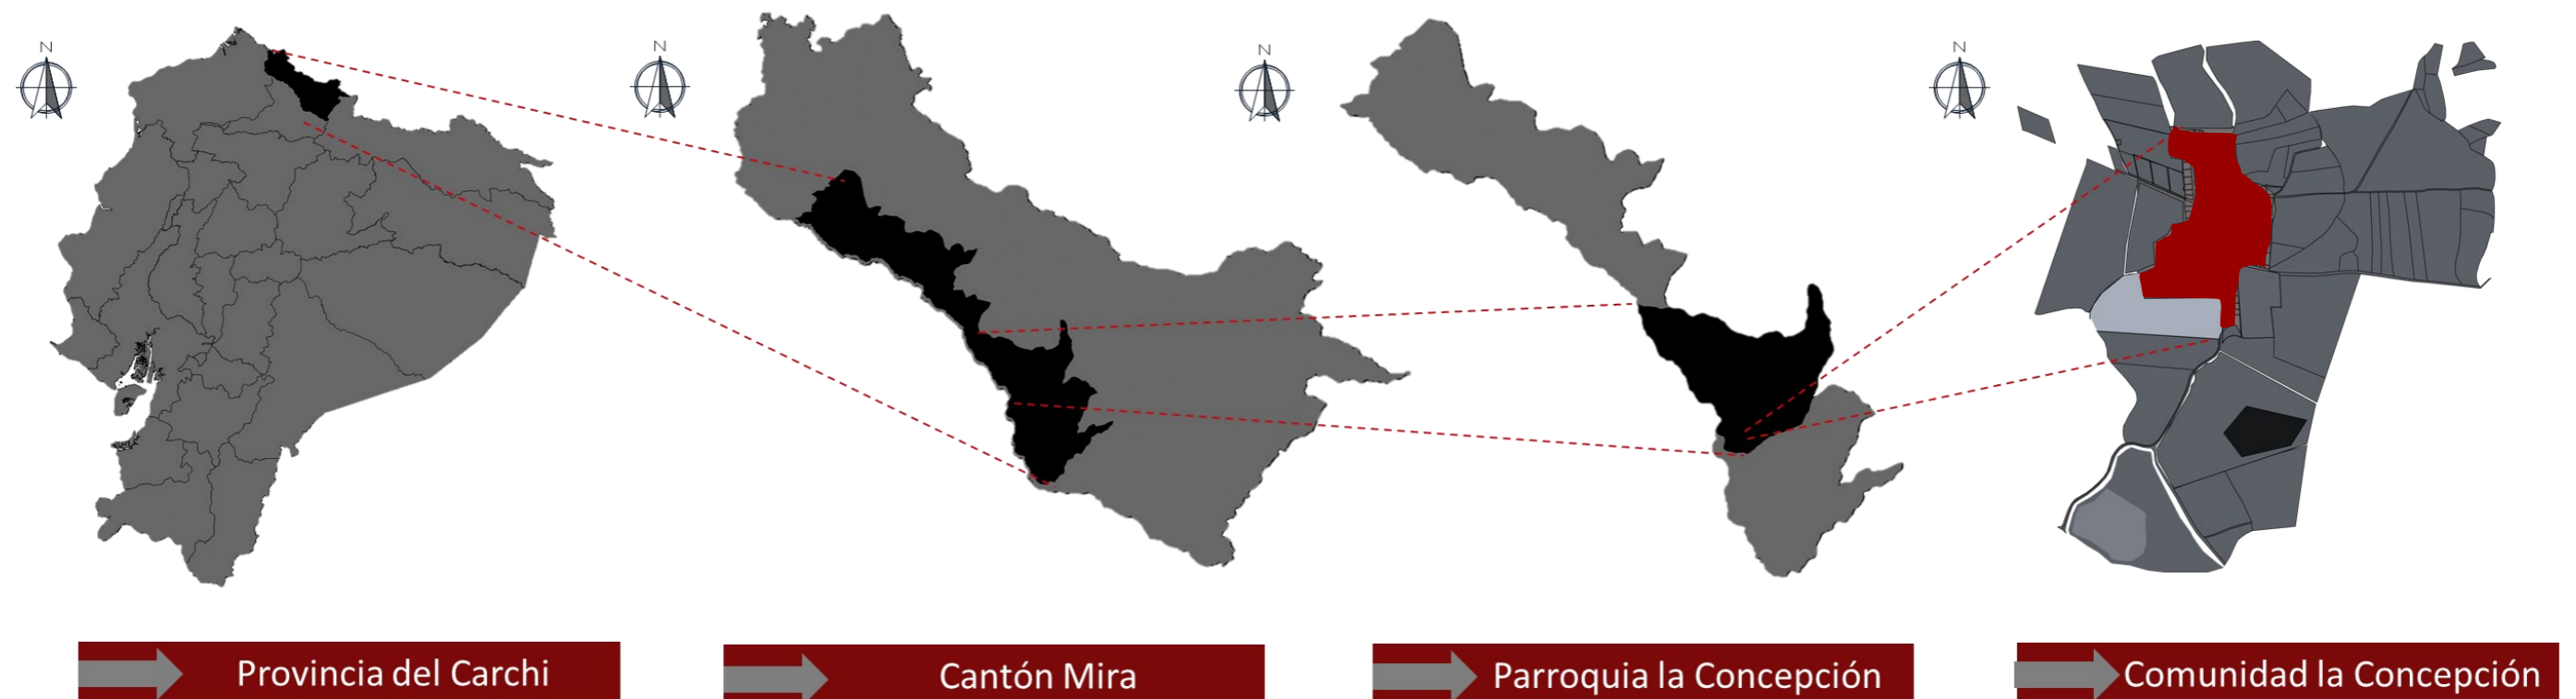 N
N
N
N
Provincia del Carchi
Cantón Mira
Parroquia la Concepción
Comunidad la Concepción